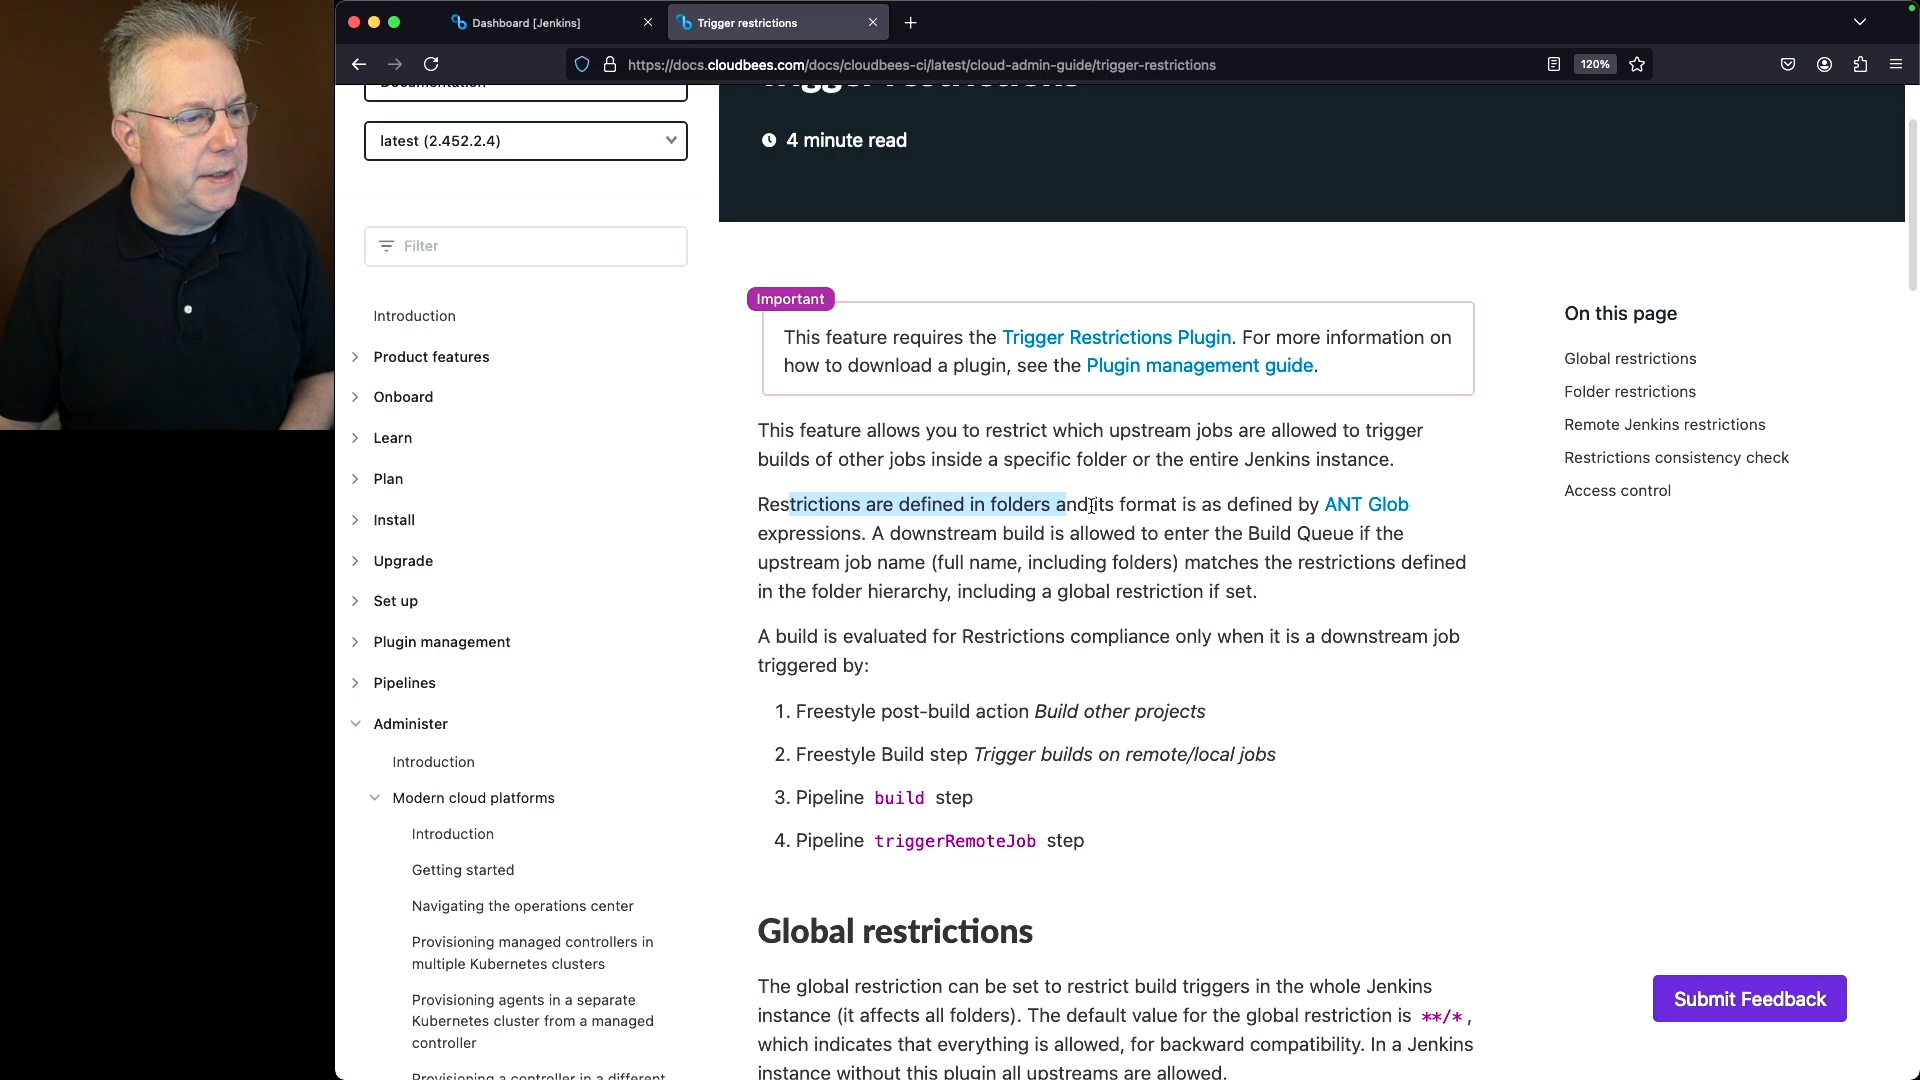 Dashboard [Jenkins]
Trigger restrictions
https://docs.cloudbees.com/docs/cloudbees-ci/latest/cloud-admin-guide/trigger-restrictions
120%
Documentation
latest (2.452.2.4)
Filter
Introduction
Product features
Onboard
Learn
Plan
Install
Upgrade
Set up
Plugin management
Pipelines
Administer
Introduction
Modern cloud platforms
Introduction
Getting started
Navigating the operations center
Provisioning managed controllers in
multiple Kubernetes clusters
Provisioning agents in a separate
Kubernetes cluster from a managed
controller
Provisioning a controller in a different
Trigger restrictions
4 minute read
Important
This feature requires the Trigger Restrictions Plugin. For more information on
how to download a plugin, see the Plugin management guide.
This feature allows you to restrict which upstream jobs are allowed to trigger
builds of other jobs inside a specific folder or the entire Jenkins instance.
Restrictions are defined in folders and its format is as defined by ANT Glob
expressions. A downstream build is allowed to enter the Build Queue if the
upstream job name (full name, including folders) matches the restrictions defined
in the folder hierarchy, including a global restriction if set.
A build is evaluated for Restrictions compliance only when it is a downstream job
triggered by:
1. Freestyle post-build action Build other projects
2. Freestyle Build step Trigger builds on remote/local jobs
3. Pipeline build step
4. Pipeline triggerRemoteJob step
Global restrictions
The global restriction can be set to restrict build triggers in the whole Jenkins
instance (it affects all folders). The default value for the global restriction is **/*,
which indicates that everything is allowed, for backward compatibility. In a Jenkins
instance without this plugin all upstreams are allowed.
On this page
Global restrictions
Folder restrictions
Remote Jenkins restrictions
Restrictions consistency check
Access control
Submit Feedback